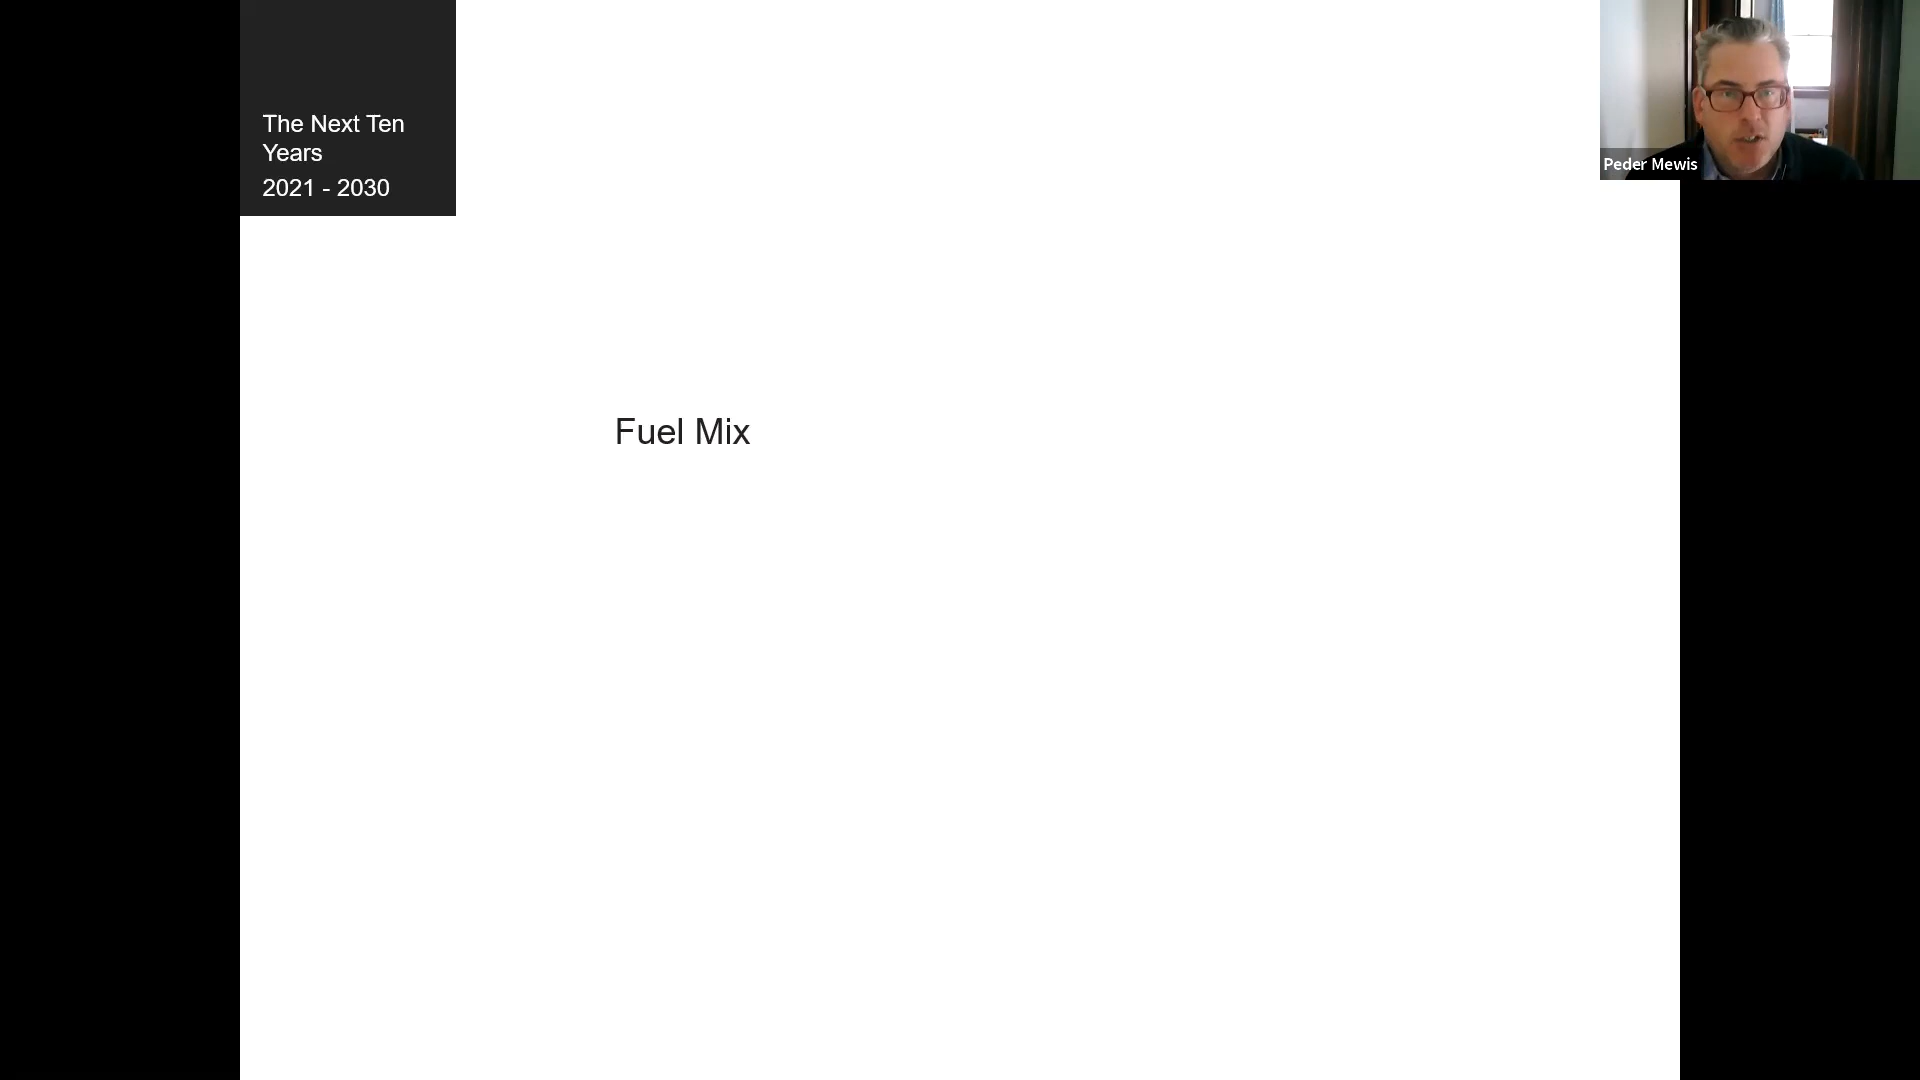 The Next Ten
Years
2021 - 2030
Peder Mewis
Fuel Mix